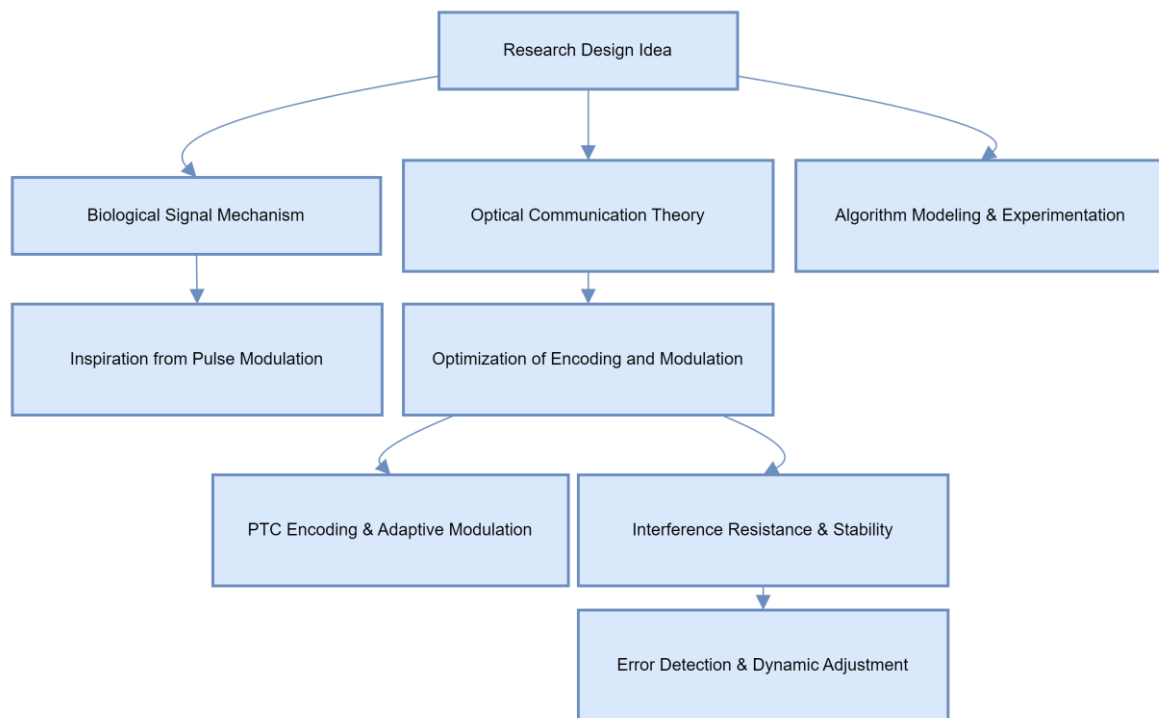 Research Design Idea
Biological Signal Mechanism
Optical Communication Theory
Algorithm Modeling & Experimentation
Inspiration from Pulse Modulation
Optimization of Encoding and Modulation
PTC Encoding & Adaptive Modulation
Interference Resistance & Stability
Error Detection & Dynamic Adjustment